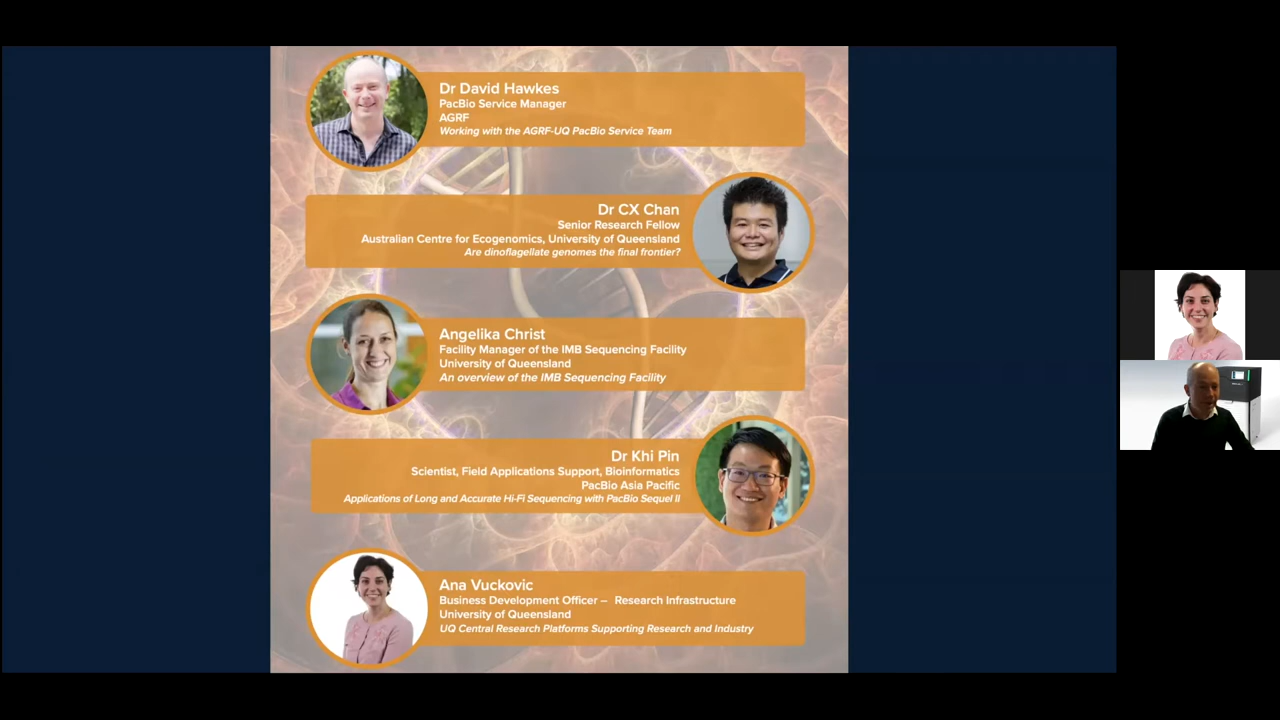 Dr David Hawkes
PacBio Service Manager
AGRF
Working with the AGRF-UQ PacBio Service Team
Dr CX Chan
Senior Research Fellow
Australian Centre for Ecogenomics, University of Queensland
Are dinoflagellate genomes the final frontier?
Angelika Christ
Facility Manager of the IMB Sequencing Facility
University of Queensland
An overview of the IMB Sequencing Facility
Dr Khi Pin
Scientist, Field Applications Support, Bioinformatics
PacBio Asia Pacific
Applications of Long and Accurate Hi-Fi Sequencing with PacBio Sequel II
Ana Vuckovic
Business Development Officer – Research Infrastructure
University of Queensland
UQ Central Research Platforms Supporting Research and Industry